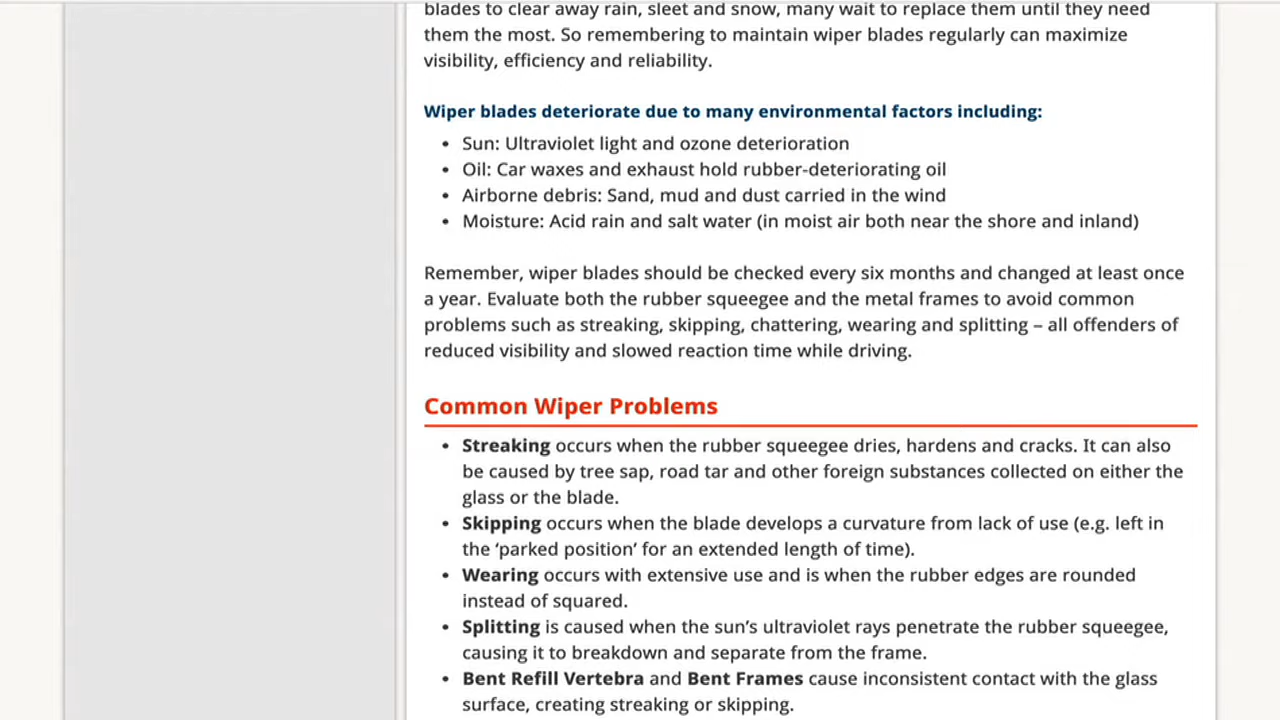 blades to clear away rain, sleet and snow, many wait to replace them until they need
them the most. So remembering to maintain wiper blades regularly can maximize
visibility, efficiency and reliability.
Wiper blades deteriorate due to many environmental factors including:
• Sun: Ultraviolet light and ozone deterioration
• Oil: Car waxes and exhaust hold rubber-deteriorating oil
• Airborne debris: Sand, mud and dust carried in the wind
• Moisture: Acid rain and salt water (in moist air both near the shore and inland)
Remember, wiper blades should be checked every six months and changed at least once
a year. Evaluate both the rubber squeegee and the metal frames to avoid common
problems such as streaking, skipping, chattering, wearing and splitting – all offenders of
reduced visibility and slowed reaction time while driving.
Common Wiper Problems
• Streaking occurs when the rubber squeegee dries, hardens and cracks. It can also
be caused by tree sap, road tar and other foreign substances collected on either the
glass or the blade.
• Skipping occurs when the blade develops a curvature from lack of use (e.g. left in
the ‘parked position’ for an extended length of time).
• Wearing occurs with extensive use and is when the rubber edges are rounded
instead of squared.
• Splitting is caused when the sun’s ultraviolet rays penetrate the rubber squeegee,
causing it to breakdown and separate from the frame.
• Bent Refill Vertebra and Bent Frames cause inconsistent contact with the glass
surface, creating streaking or skipping.